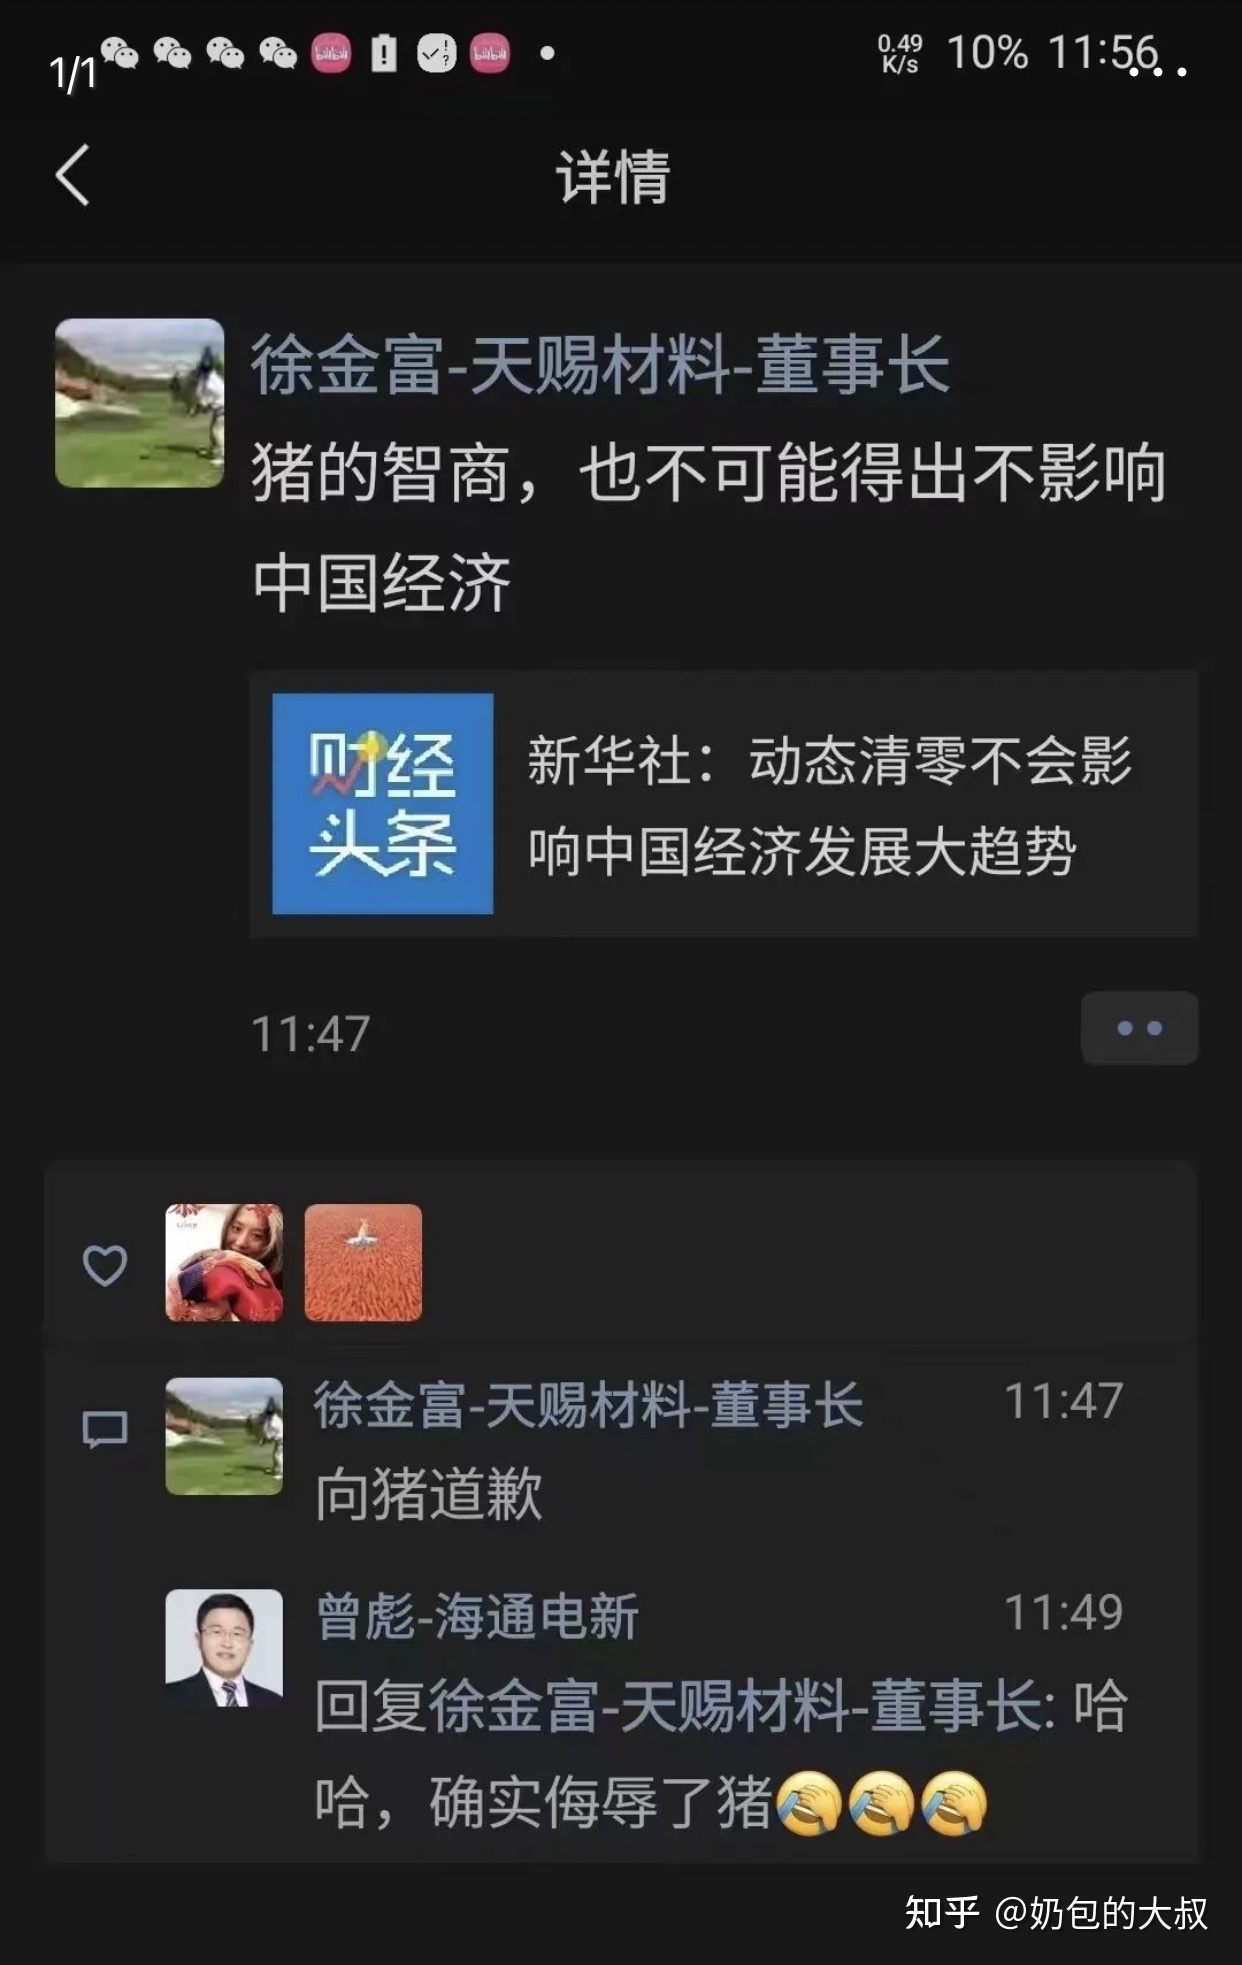 1/1
0.49
K/s
10% 11:56
详情
徐金富-天赐材料-董事长
猪的智商，也不可能得出不影响
中国经济
财经
头条
新华社：动态清零不会影
响中国经济发展大趋势
11:47
徐金富-天赐材料-董事长 11:47
向猪道歉
曾彪-海通电新 11:49
回复徐金富-天赐材料-董事长: 哈
哈，确实侮辱了猪🤦🤦🤦
知乎 @奶包的大叔